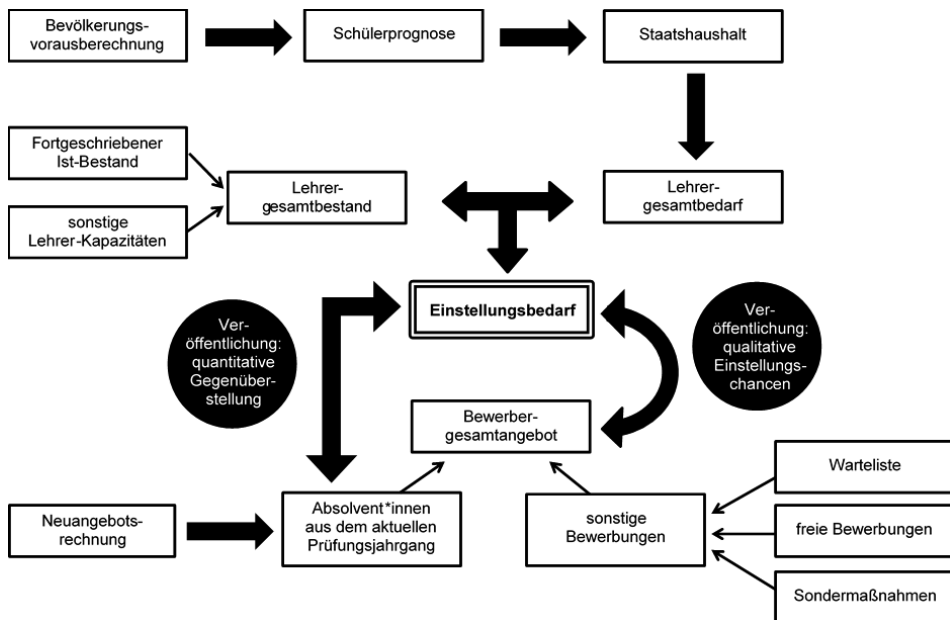 Bevölkerungs-
vorausberechnung
Schülerprognose
Staatshaushalt
Fortgeschriebener
Ist-Bestand
sonstige
Lehrer-Kapazitäten
Lehrer-
gesamtbestand
Lehrer-
gesamtbedarf
Einstellungsbedarf
Ver-
öffentlichung:
quantitative
Gegenüber-
stellung
Ver-
öffentlichung:
qualitative
Einstellungs-
chancen
Bewerber-
gesamtangebot
Neuangebots-
rechnung
Absolvent*innen
aus dem aktuellen
Prüfungsjahrgang
sonstige
Bewerbungen
Warteliste
freie Bewerbungen
Sondermaßnahmen